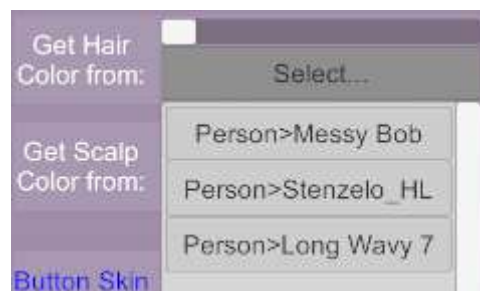 Get Hair
Color from:
Select...
Get Scalp
Color from:
Person>Messy Bob
Person>Stenzelo_HL
Person>Long Wavy 7
Button Skin